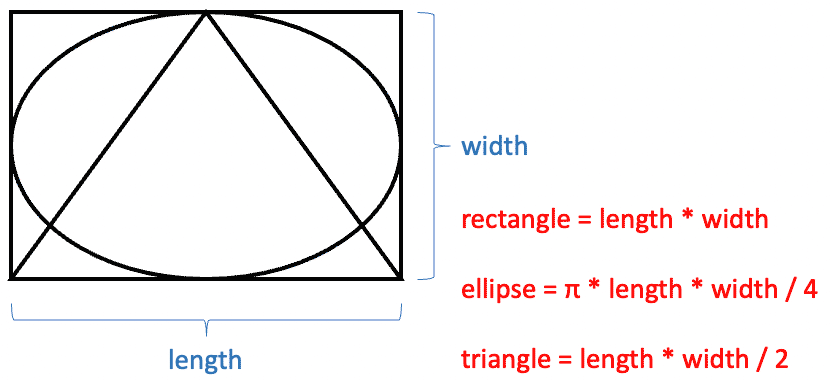 width
rectangle = length * width
ellipse = π * length * width / 4
length
triangle = length * width / 2